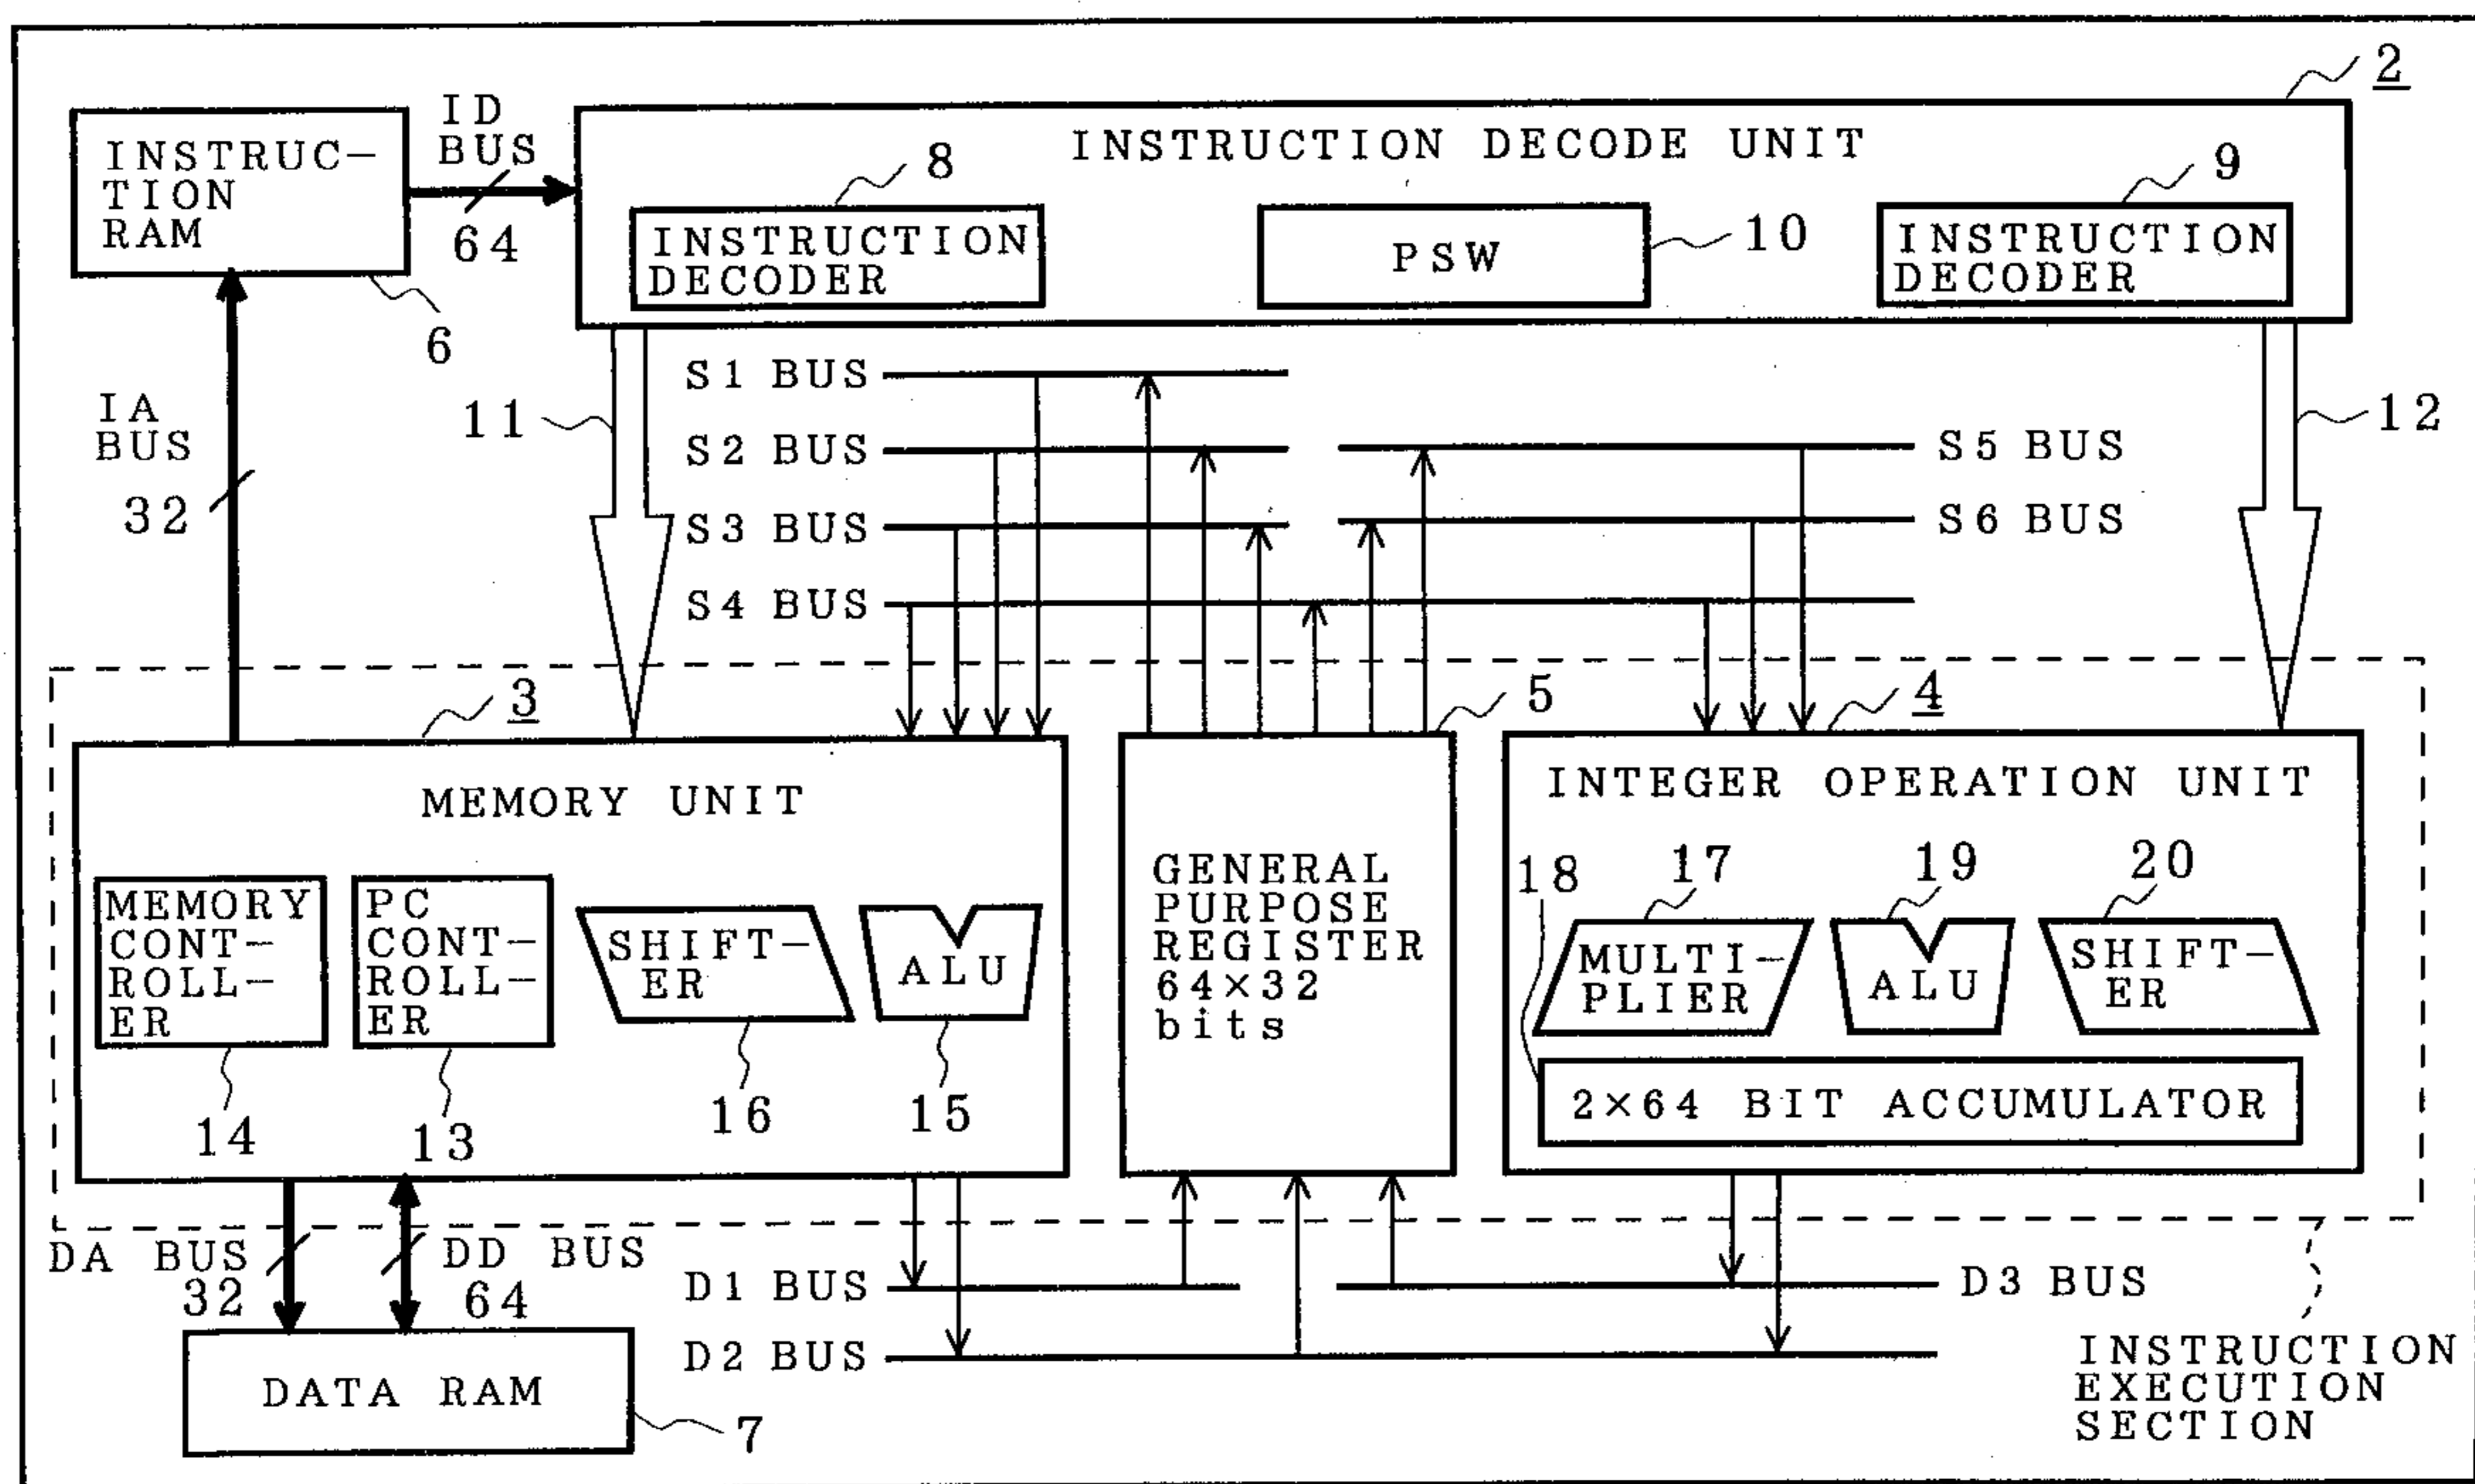 2
INSTRUC-
TION
RAM
ID
BUS
64
6
INSTRUCTION DECODE UNIT
8
INSTRUCTION
DECODER
PSW
10
9
INSTRUCTION
DECODER
IA
BUS
32
11
12
S1 BUS
S2 BUS
S3 BUS
S4 BUS
S5 BUS
S6 BUS
3
MEMORY UNIT
MEMORY
CONT-
ROLL-
ER
14
PC
CONT-
ROLL-
ER
13
SHIFT-
ER
16
ALU
15
5
GENERAL
PURPOSE
REGISTER
64×32
bits
4
INTEGER OPERATION UNIT
18
17
MULTI-
PLIER
19
ALU
20
SHIFT-
ER
2×64 BIT ACCUMULATOR
DA BUS
32
DD BUS
64
D1 BUS
D2 BUS
D3 BUS
DATA RAM
7
INSTRUCTION
EXECUTION
SECTION